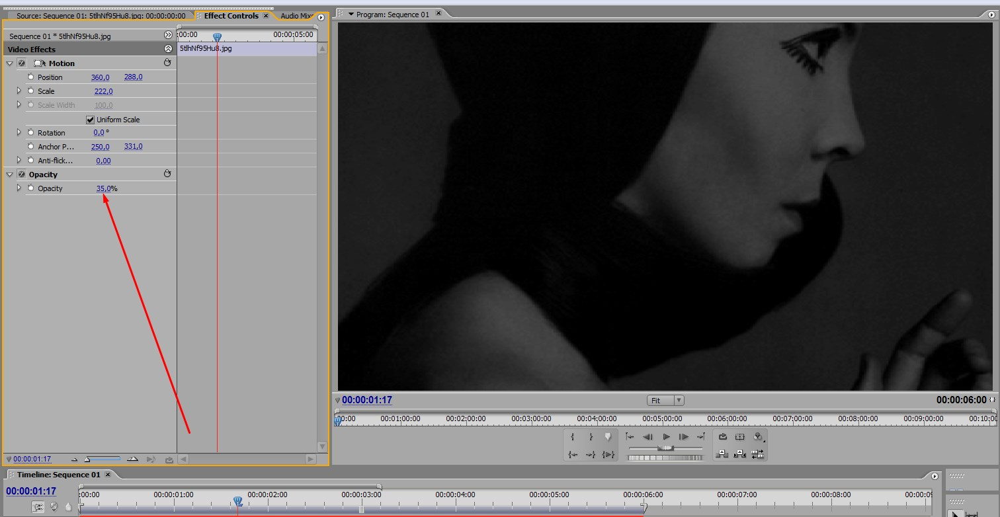 Source: Sequence 01: 5tlhNf95Hu8.jpg: 00:00:00:00
Effect Controls
Audio Mixe
Program: Sequence 01
Sequence 01 * 5tlhNf95Hu8.jpg
:00:00
00:00:05:00
Video Effects
5tlhNf95Hu8.jpg
Motion
Position 360,0 288,0
Scale 222,0
Scale Width 100,0
Uniform Scale
Rotation 0,0 °
Anchor P... 250,0 331,0
Anti-flick... 0,00
Opacity
Opacity 35,0%
00:00:01:17
Fit
00:00:06:00
00:00 00:01:00:00 00:02:00:00 00:03:00:00 00:04:00:00 00:05:00:00 00:06:00:00 00:07:00:00 00:08:00:00 00:09:00:00 00:10:0
00:00:01:17
Timeline: Sequence 01
00:00:01:17
:00:00 00:00:01:00 00:00:02:00 00:00:03:00 00:00:04:00 00:00:05:00 00:00:06:00 00:00:07:00 00:00:08:00 00:00:09